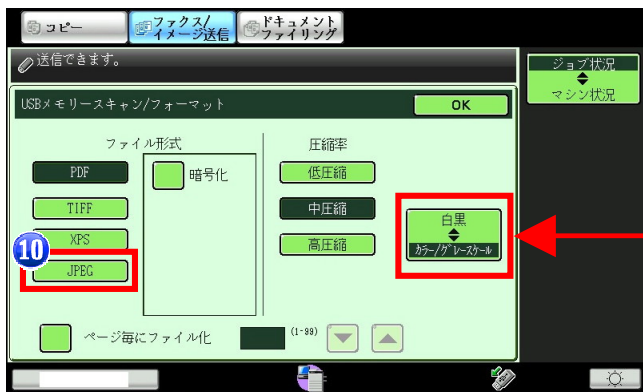 コピー
ファクス/
イメージ送信
ドキュメント
ファイリング
送信できます。
ジョブ状況
マシン状況
USBメモリースキャン/フォーマット
OK
ファイル形式
圧縮率
PDF
暗号化
低圧縮
TIFF
中圧縮
白黒
カラー/グレースケール
XPS
高圧縮
10
JPEG
ページ毎にファイル化
(1-99)